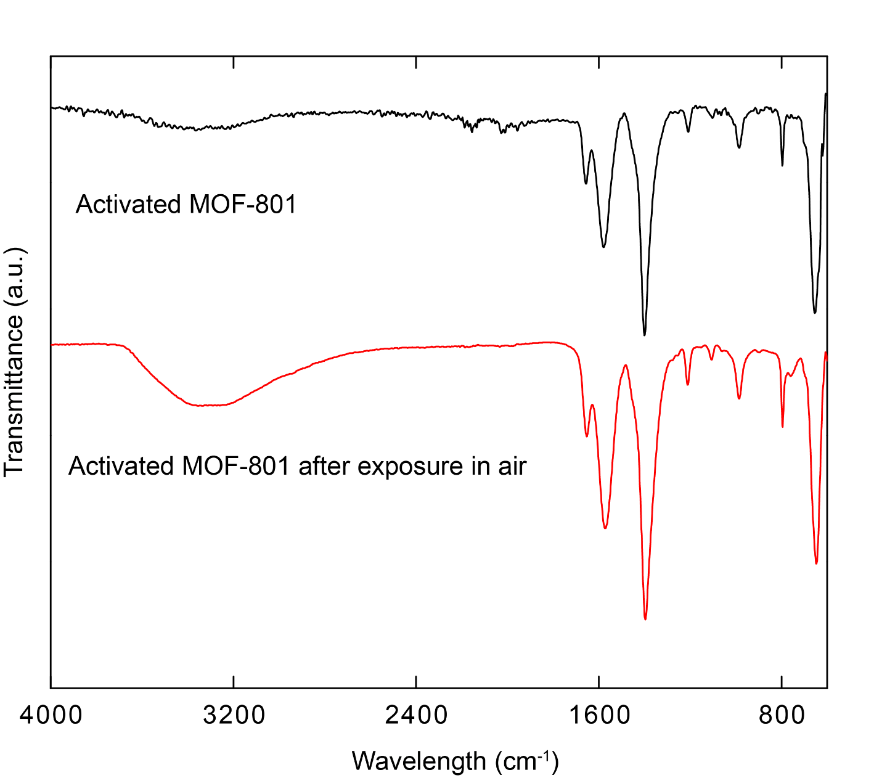 Activated MOF-801
Transmittance (a.u.)
Activated MOF-801 after exposure in air
4000 3200 2400 1600 800
Wavelength (cm⁻¹)